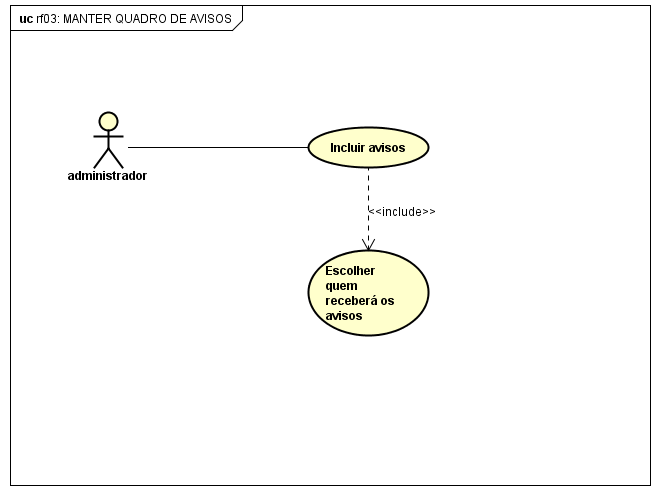 uc rf03: MANTER QUADRO DE AVISOS
Incluir avisos
administrador
<<include>>
Escolher
quem
receberá os
avisos